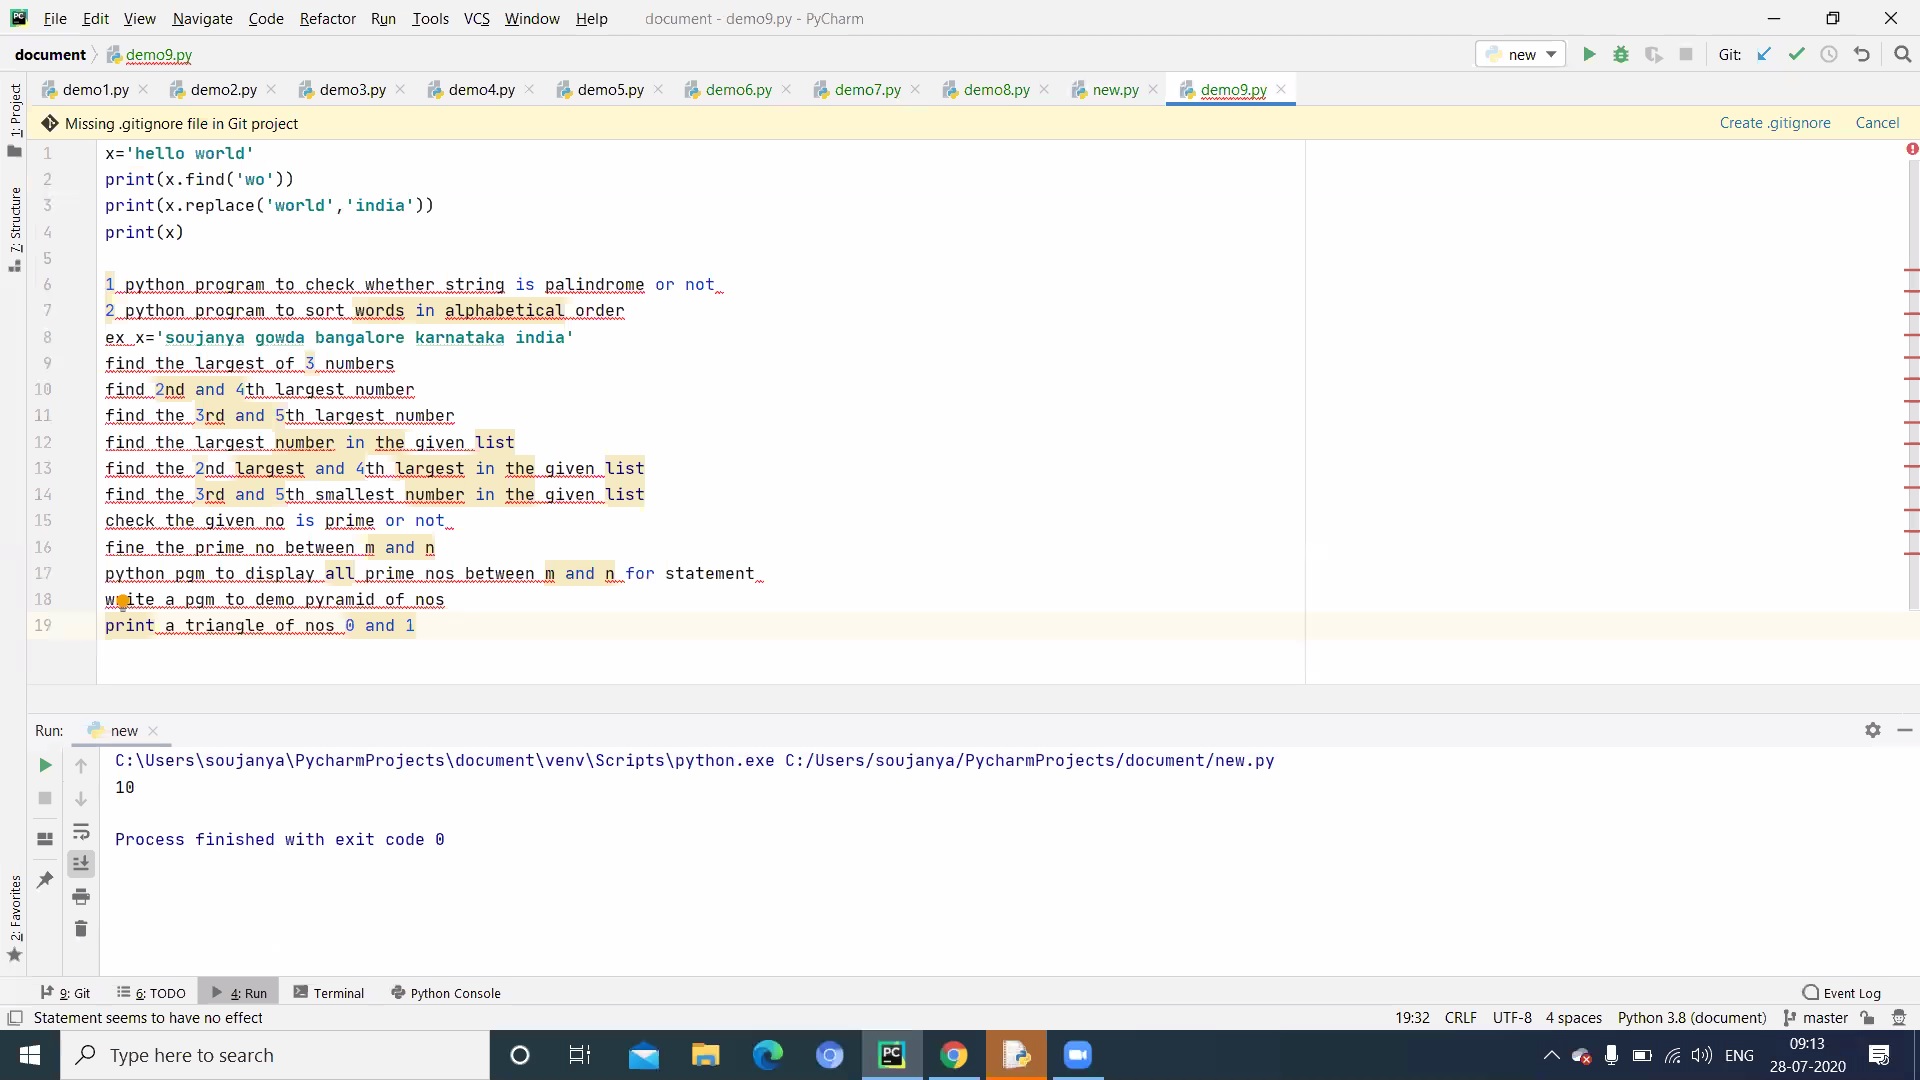 File Edit View Navigate Code Refactor Run Tools VCS Window Help document - demo9.py - PyCharm
document demo9.py new Git:
demo1.py demo2.py demo3.py demo4.py demo5.py demo6.py demo7.py demo8.py new.py demo9.py
Missing .gitignore file in Git project Create .gitignore Cancel
1: Project
7: Structure
2: Favorites
1 x='hello world'
2 print(x.find('wo'))
3 print(x.replace('world','india'))
4 print(x)
5
6 1 python program to check whether string is palindrome or not
7 2 python program to sort words in alphabetical order
8 ex x='soujanya gowda bangalore karnataka india'
9 find the largest of 3 numbers
10 find 2nd and 4th largest number
11 find the 3rd and 5th largest number
12 find the largest number in the given list
13 find the 2nd largest and 4th largest in the given list
14 find the 3rd and 5th smallest number in the given list
15 check the given no is prime or not
16 fine the prime no between m and n
17 python pgm to display all prime nos between m and n for statement
18 write a pgm to demo pyramid of nos
19 print a triangle of nos 0 and 1
Run: new
C:\Users\soujanya\PycharmProjects\document\venv\Scripts\python.exe C:/Users/soujanya/PycharmProjects/document/new.py
10
Process finished with exit code 0
9: Git 6: TODO 4: Run Terminal Python Console Event Log
Statement seems to have no effect 19:32 CRLF UTF-8 4 spaces Python 3.8 (document) master
Type here to search PC ENG 09:13
28-07-2020